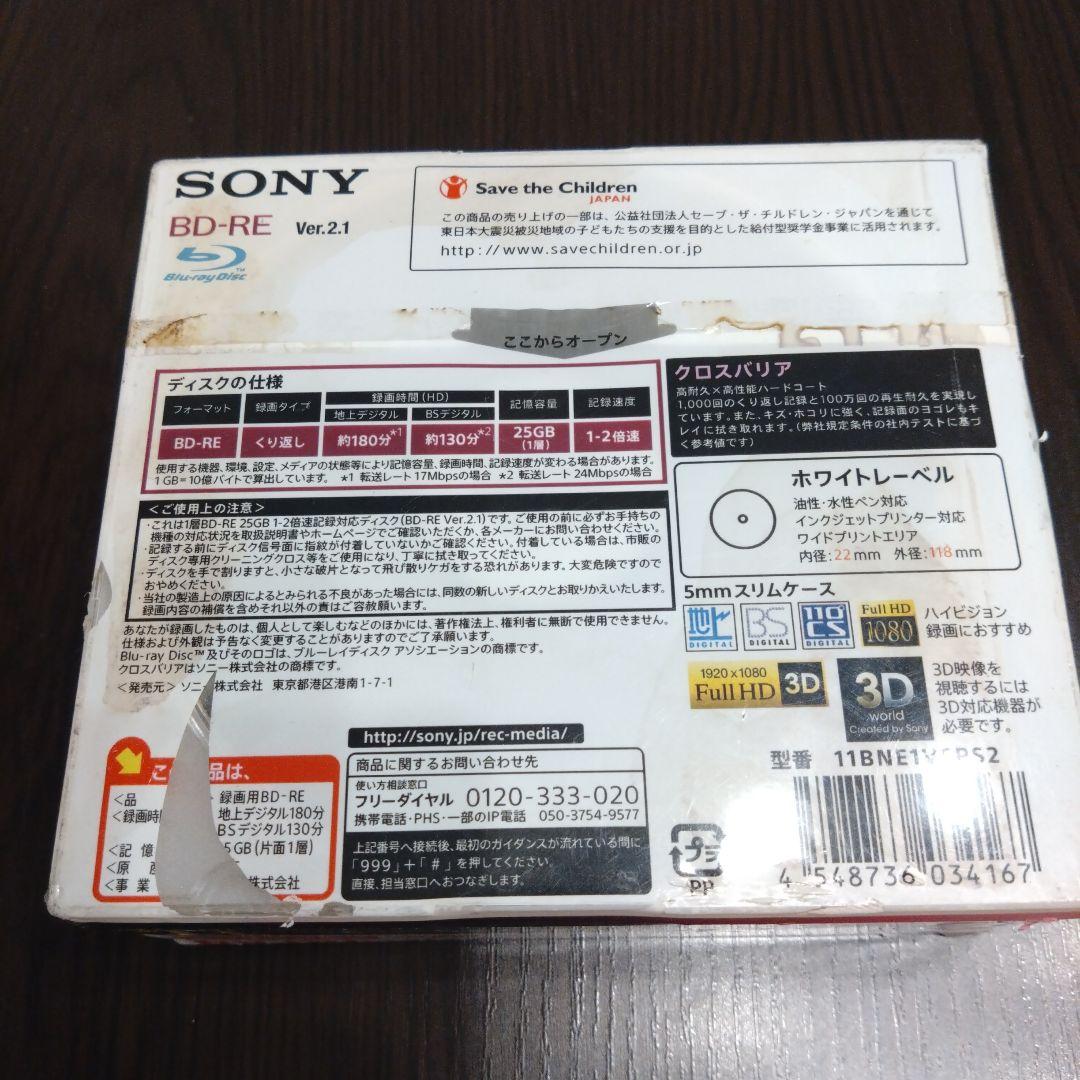 SONY
BD-RE Ver.2.1
Blu-ray Disc™
Save the Children
JAPAN
この商品の売り上げの一部は、公益社団法人セーブ・ザ・チルドレン・ジャパンを通じて
東日本大震災被災地域の子どもたちの支援を目的とした給付型奨学金事業に活用されます。
http://www.savechildren.or.jp
ここからオープン
ディスクの仕様
フォーマット 録画タイプ 録画時間(HD) 記憶容量 記録速度
地上デジタル BSデジタル
BD-RE くり返し 約180分*1 約130分*2 25GB (1層) 1-2倍速
使用する機器、環境、設定、メディアの状態等により記憶容量、録画時間、記録速度が変わる場合があります。
1GB=10億バイトで算出しています。 *1 転送レート17Mbpsの場合 *2 転送レート24Mbpsの場合
<ご使用上の注意>
・これは1層BD-RE 25GB 1-2倍速記録対応ディスク(BD-RE Ver.2.1)です。ご使用の前に必ずお手持ちの
機種の対応状況を取扱説明書やホームページでご確認いただくか、各メーカーにお問い合わせください。
・記録する前にディスク信号面に指紋が付着していないかご確認ください。付着している場合は、市販の
ディスク専用クリーニングクロス等をご使用になり、丁寧に拭き取ってください。
・ディスクを手で割りますと、小さな破片となって飛び散りケガをする恐れがあります。大変危険ですので
おやめください。
・当社の製造上の原因によるとみられる不良があった場合には、同数の新しいディスクとお取りかえいたします。
録画内容の補償を含めそれ以外の責はご容赦願います。
あなたが録画したものは、個人として楽しむなどのほかには、著作権法上、権利者に無断で使用できません。
仕様および外観は予告なく変更することがありますのでご了承願います。
Blu-ray Disc™及びそのロゴは、ブルーレイディスク アソシエーションの商標です。
クロスバリアはソニー株式会社の商標です。
<発売元> ソニー株式会社 東京都港区港南1-7-1
クロスバリア
高耐久×高性能ハードコート
1,000回のくり返し記録と100万回の再生耐久を実現し
ています。また、キズ・ホコリに強く、記録面のヨゴレもキ
レイに拭き取れます。(弊社規定条件の社内テストに基づ
く参考値です)
ホワイトレーベル
油性・水性ペン対応
インクジェットプリンター対応
ワイドプリントエリア
内径:22mm 外径:118mm
5mmスリムケース
地上 DIGITAL BS DIGITAL 110 CS DIGITAL Full HD 1080
ハイビジョン
録画におすすめ
1920x1080
Full HD 3D
3D world Created by Sony
3D映像を
視聴するには
3D対応機器が
必要です。
型番 11BNE1V PS2
4 548736 034167
プラ
PP
http://sony.jp/rec-media/
商品に関するお問い合わせ先
使い方相談窓口
フリーダイヤル 0120-333-020
携帯電話・PHS・一部のIP電話 050-3754-9577
上記番号へ接続後、最初のガイダンスが流れている間に
「999」+「#」を押してください。
直接、担当窓口へおつなぎします。
こ 品は、
<品 録画用BD-RE
<録画時 地上デジタル180分
BSデジタル130分
<記憶 5GB(片面1層)
<原
<事業 株式会社